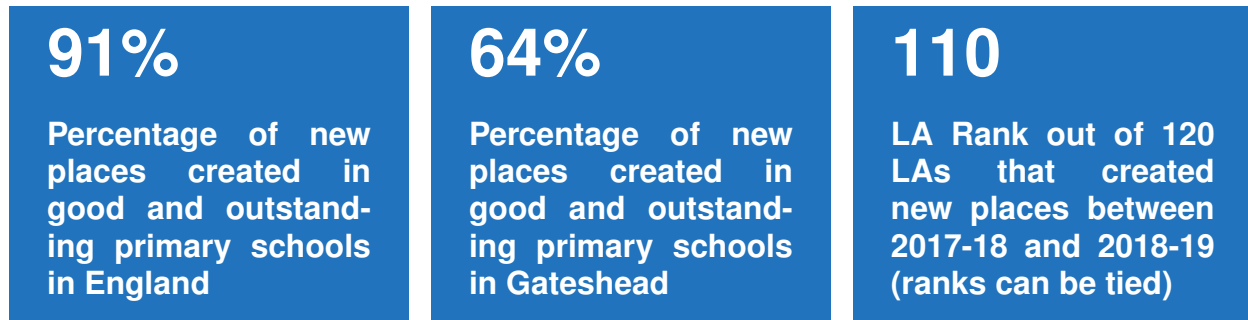 91%
Percentage of new
places created in
good and outstand-
ing primary schools
in England
64%
Percentage of new
places created in
good and outstand-
ing primary schools
in Gateshead
110
LA Rank out of 120
LAs that created
new places between
2017-18 and 2018-19
(ranks can be tied)